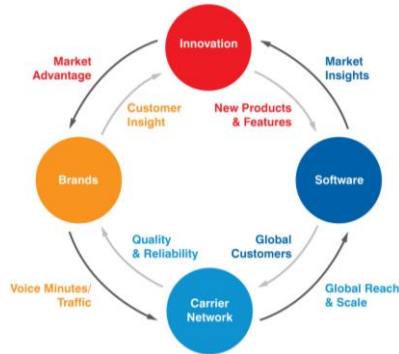 Innovation
Market
Advantage
Market
Insights
Customer
Insight
New Products
& Features
Brands
Software
Quality
& Reliability
Global
Customers
Voice Minutes/
Traffic
Carrier
Network
Global Reach
& Scale